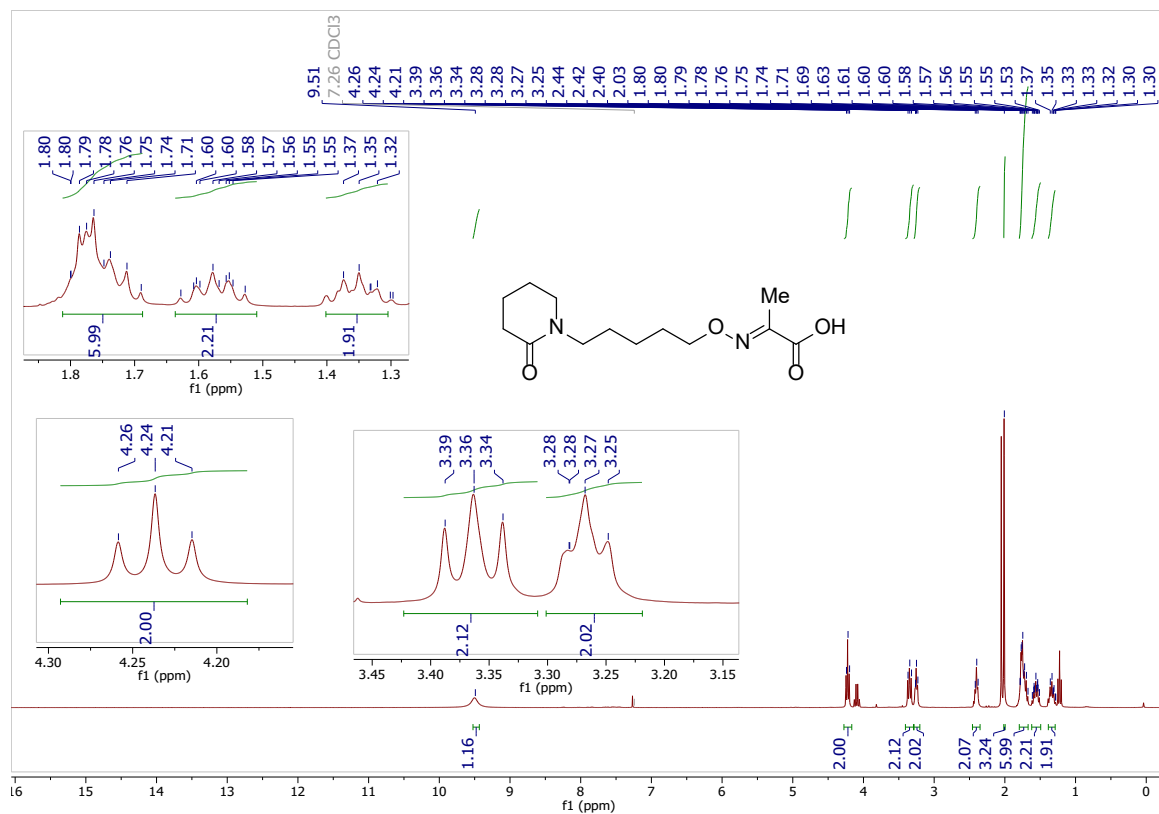 9.51 7.26 CDCl3 4.26 4.24 4.21 3.39 3.36 3.34 3.28 3.28 3.27 3.25 2.44 2.42 2.40 2.03 1.80 1.80 1.79 1.78 1.76 1.75 1.74 1.71 1.69 1.63 1.61 1.60 1.60 1.58 1.57 1.56 1.55 1.55 1.53 1.37 1.35 1.33 1.33 1.32 1.30 1.30
1.80 1.80 1.79 1.78 1.76 1.75 1.74 1.71 1.60 1.60 1.58 1.57 1.56 1.55 1.55 1.37 1.35 1.32
5.99 2.21 1.91
1.8 1.7 1.6 1.5 1.4 1.3
f1 (ppm)
Me
O OH
N N
O O
4.26 4.24 4.21
2.00
4.30 4.25 4.20
f1 (ppm)
3.39 3.36 3.34 3.28 3.28 3.27 3.25
2.12 2.02
3.45 3.40 3.35 3.30 3.25 3.20 3.15
f1 (ppm)
1.16 2.00 2.12 2.02 2.07 3.24 5.99 2.21 1.91
16 15 14 13 12 11 10 9 8 7 6 5 4 3 2 1 0
f1 (ppm)